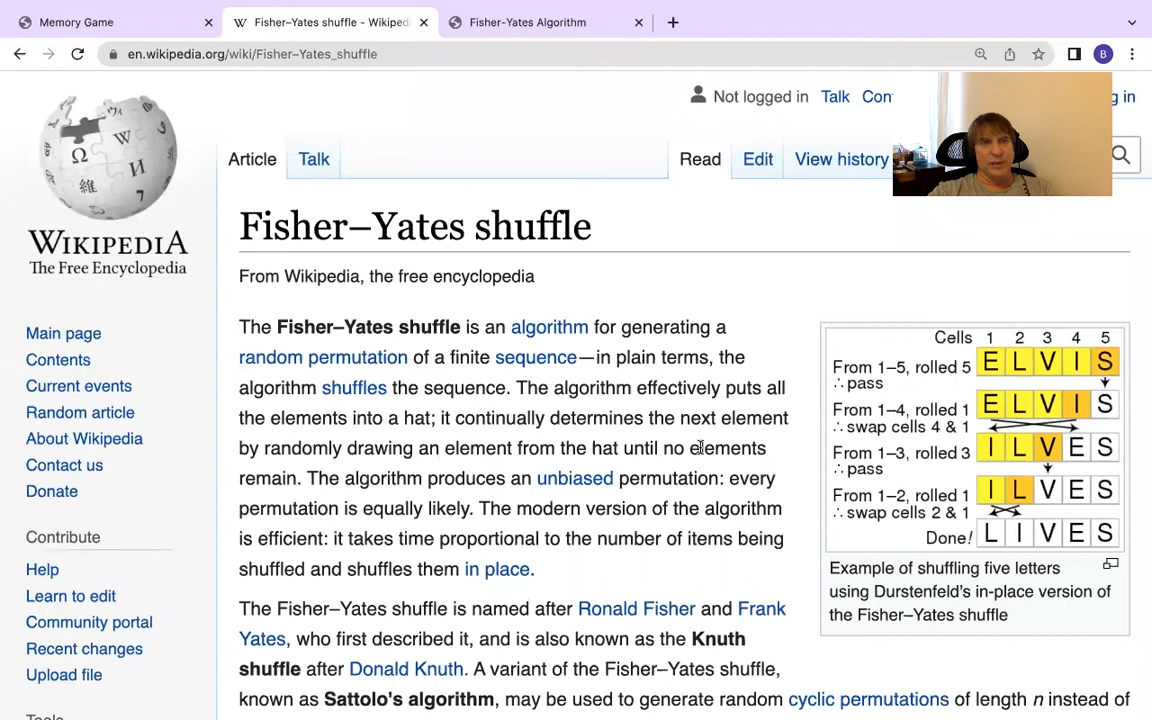 Memory Game
Fisher–Yates shuffle - Wikiped
Fisher-Yates Algorithm
en.wikipedia.org/wiki/Fisher–Yates_shuffle
B
Not logged in Talk Con
g in
Article Talk
Read Edit View history
Ω W И 維 7
WIKIPEDIA
The Free Encyclopedia
Main page
Contents
Current events
Random article
About Wikipedia
Contact us
Donate
Contribute
Help
Learn to edit
Community portal
Recent changes
Upload file
Tools
Fisher–Yates shuffle
From Wikipedia, the free encyclopedia
The Fisher–Yates shuffle is an algorithm for generating a
random permutation of a finite sequence—in plain terms, the
algorithm shuffles the sequence. The algorithm effectively puts all
the elements into a hat; it continually determines the next element
by randomly drawing an element from the hat until no elements
remain. The algorithm produces an unbiased permutation: every
permutation is equally likely. The modern version of the algorithm
is efficient: it takes time proportional to the number of items being
shuffled and shuffles them in place.
The Fisher–Yates shuffle is named after Ronald Fisher and Frank
Yates, who first described it, and is also known as the Knuth
shuffle after Donald Knuth. A variant of the Fisher–Yates shuffle,
known as Sattolo's algorithm, may be used to generate random cyclic permutations of length n instead of
Cells 1 2 3 4 5
From 1–5, rolled 5 E L V I S
∴ pass
From 1–4, rolled 1 E L V I S
∴ swap cells 4 & 1
From 1–3, rolled 3 I L V E S
∴ pass
From 1–2, rolled 1 I L V E S
∴ swap cells 2 & 1
Done! L I V E S
Example of shuffling five letters
using Durstenfeld's in-place version of
the Fisher–Yates shuffle